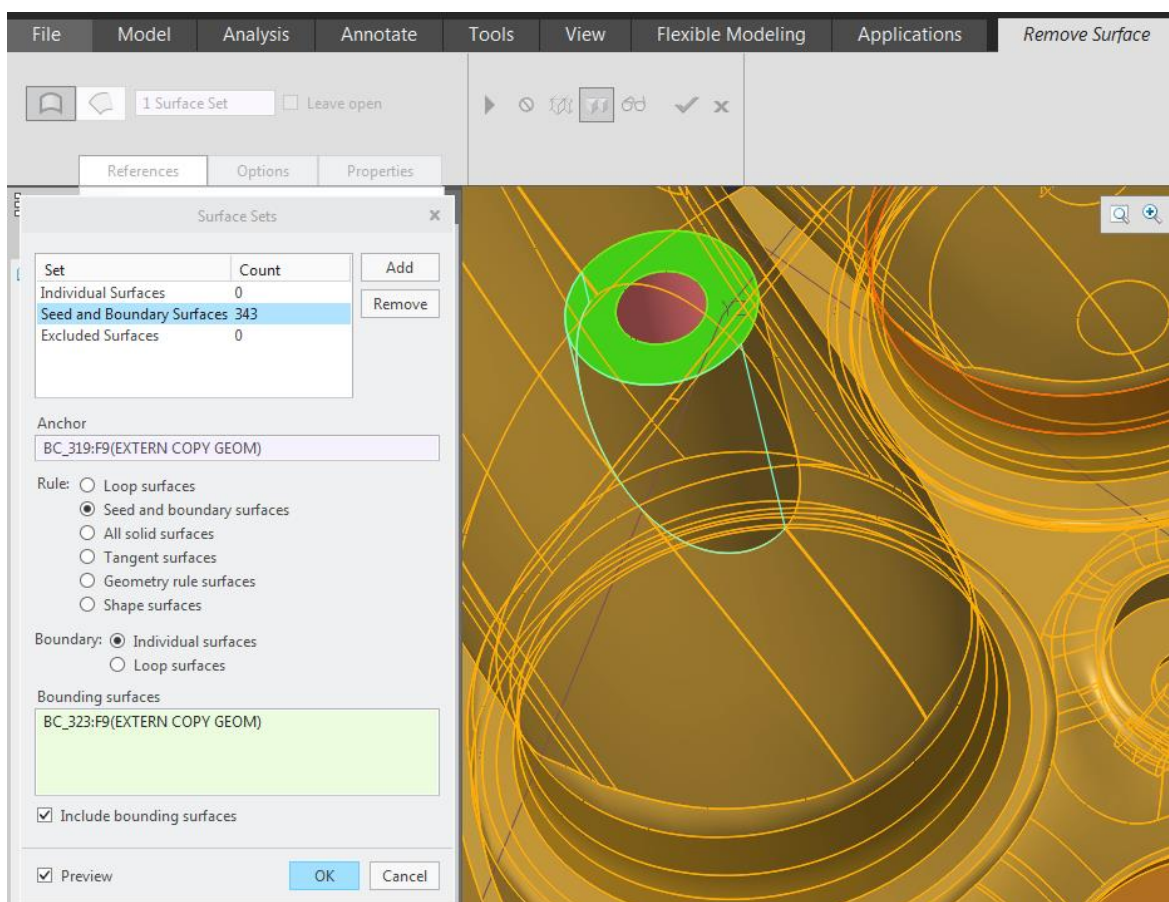 File Model Analysis Annotate Tools View Flexible Modeling Applications Remove Surface
1 Surface Set Leave open
References Options Properties
Surface Sets
Set Count Add
Individual Surfaces 0
Seed and Boundary Surfaces 343 Remove
Excluded Surfaces 0
Anchor
BC_319:F9(EXTERN COPY GEOM)
Rule: Loop surfaces
Seed and boundary surfaces
All solid surfaces
Tangent surfaces
Geometry rule surfaces
Shape surfaces
Boundary: Individual surfaces
Loop surfaces
Bounding surfaces
BC_323:F9(EXTERN COPY GEOM)
Include bounding surfaces
Preview OK Cancel